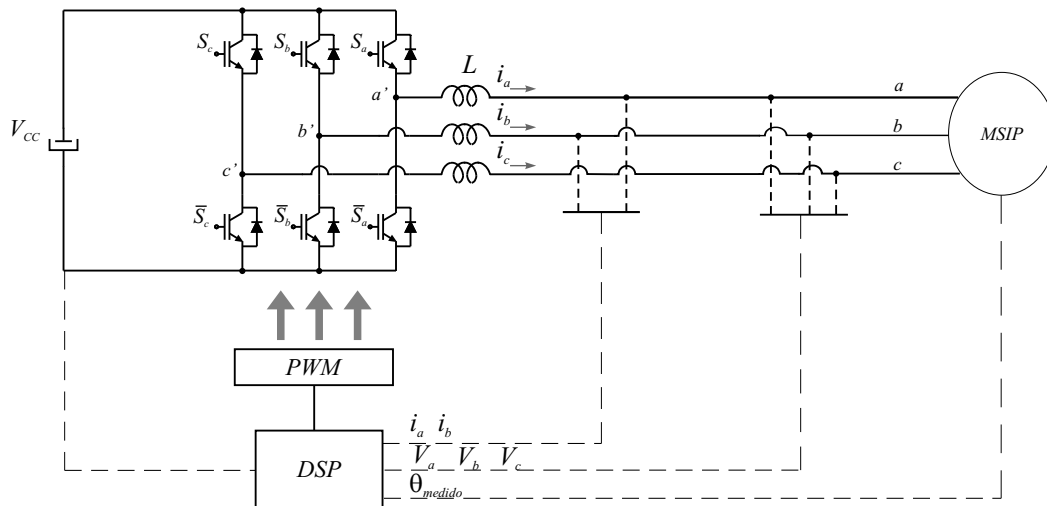 S_c S_b S_a
L
i_a
a' a
V_CC
b' i_b b
MSIP
c' i_c c
S̅_c S̅_b S̅_a
PWM
i_a i_b
DSP
V_a V_b V_c
θ_medido